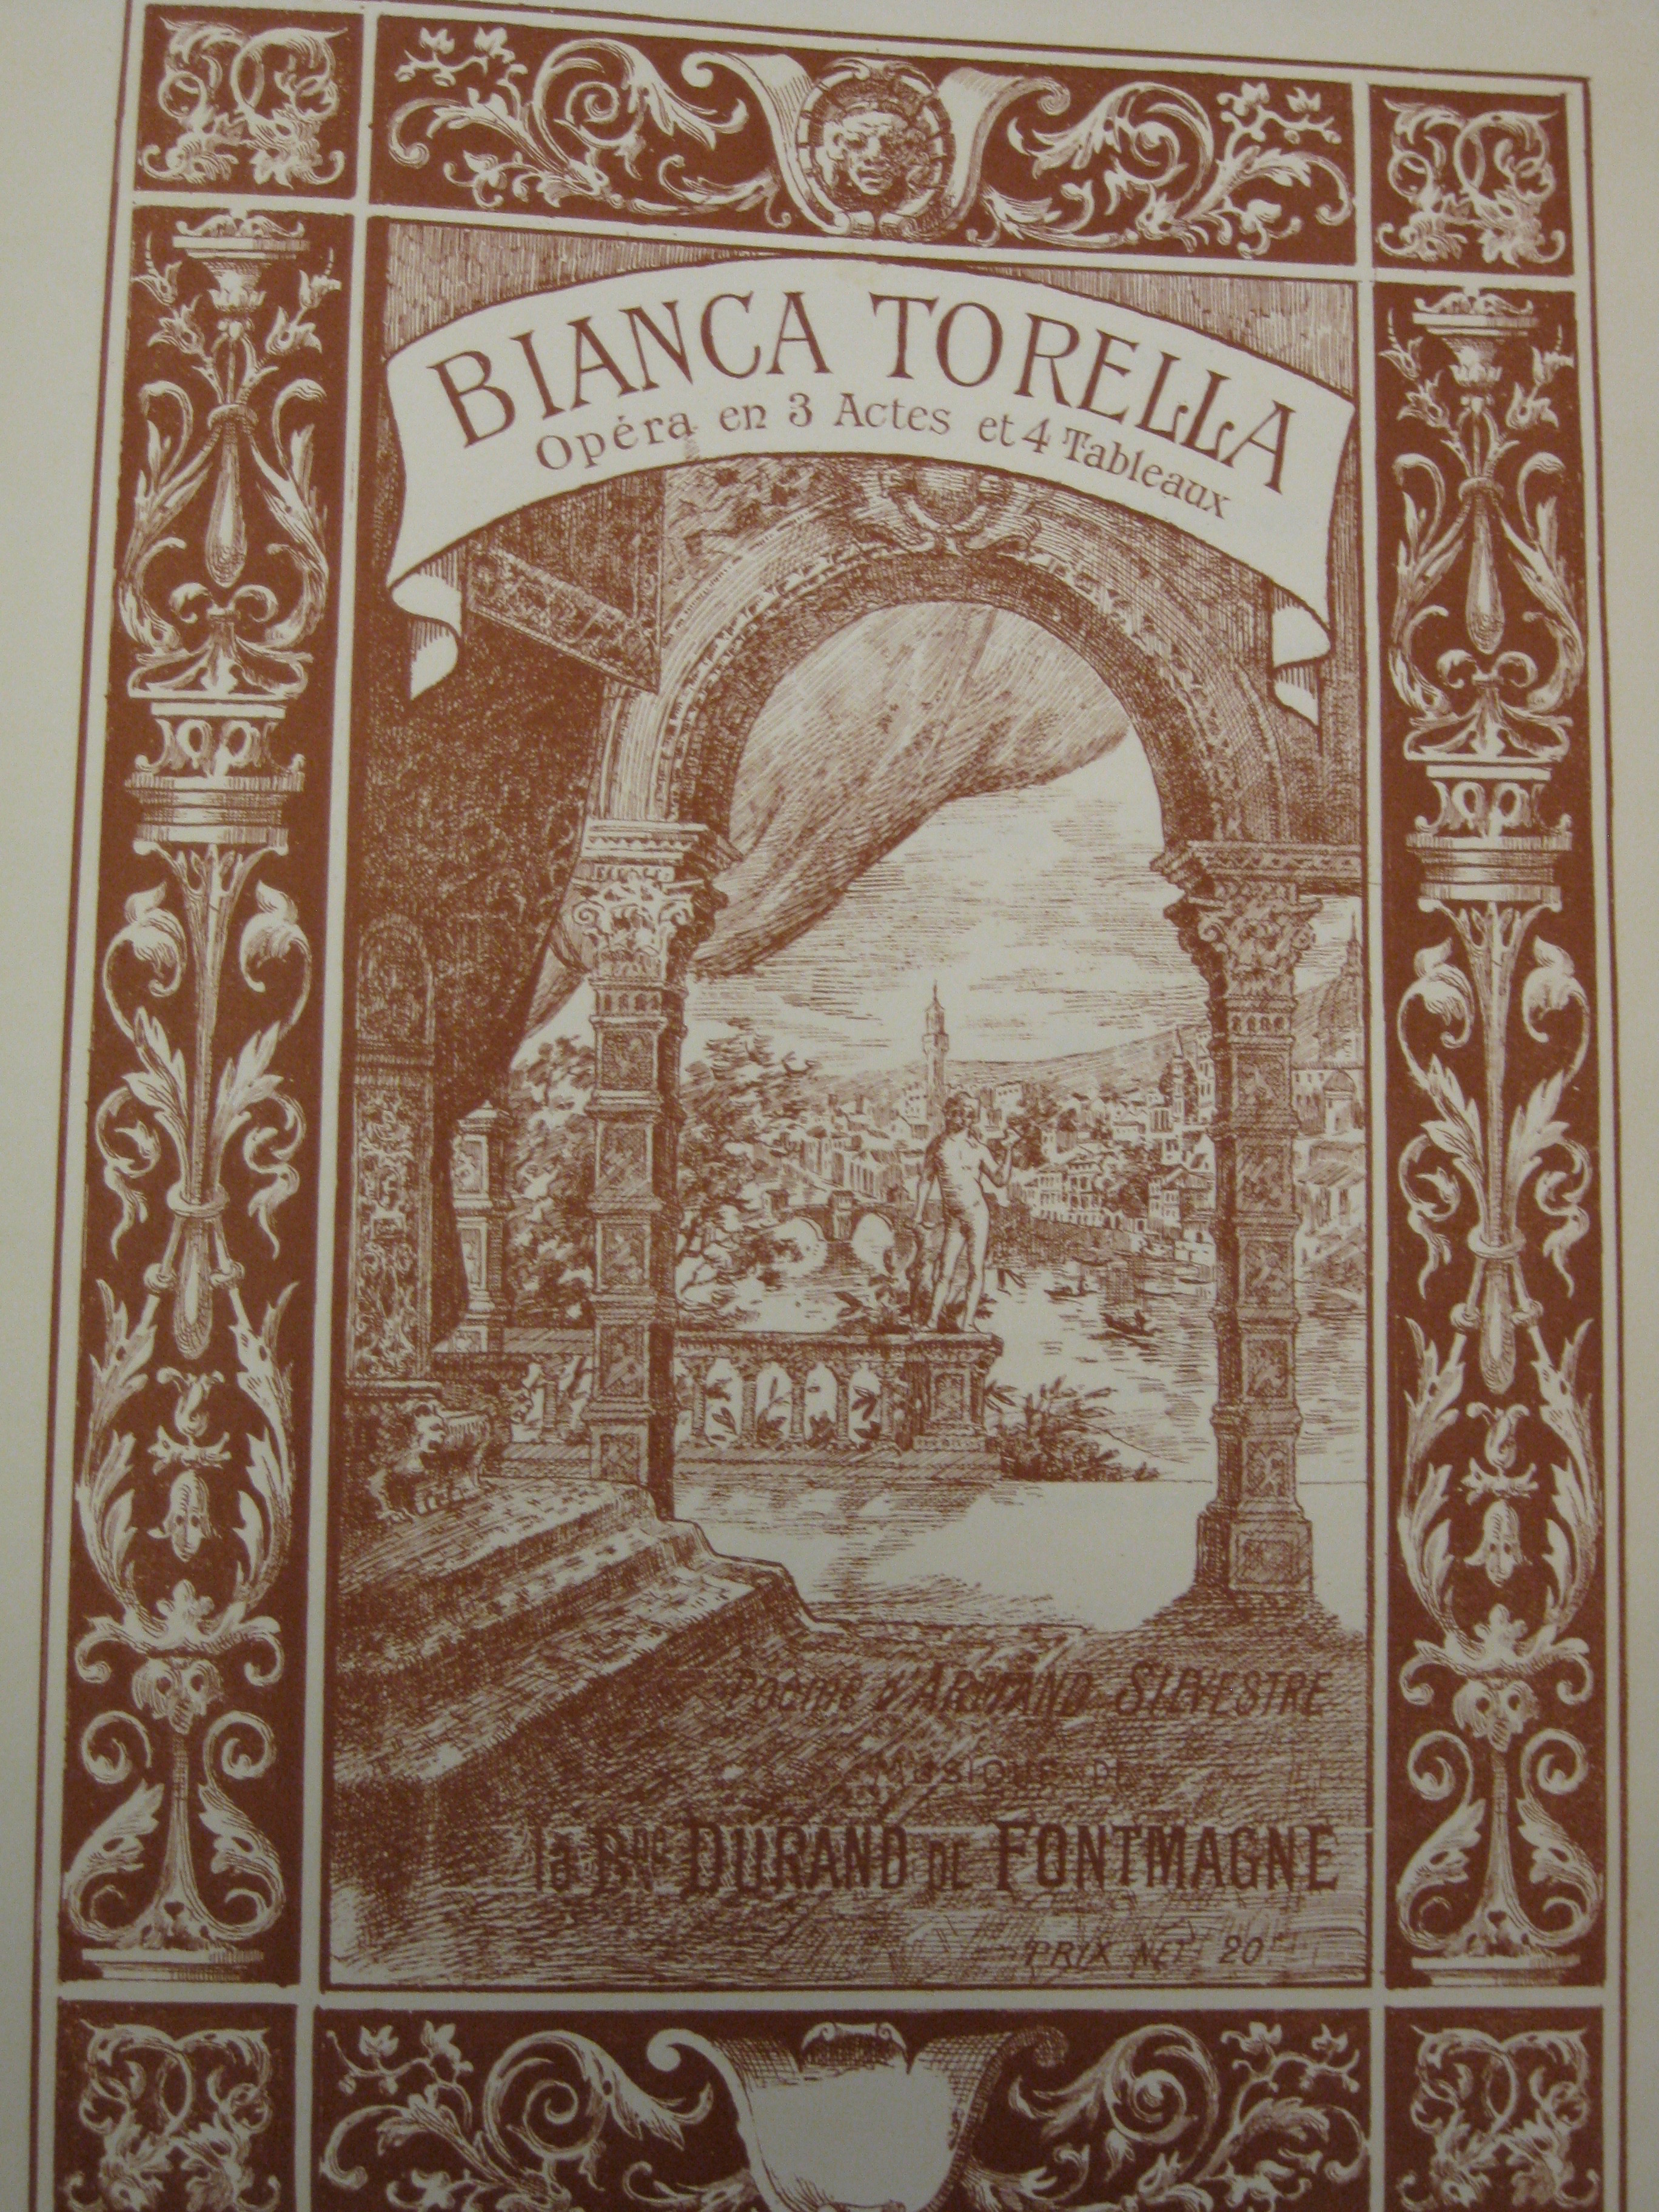 BIANCA TORELLA
Opéra en 3 Actes et 4 Tableaux
POÈME D'ARMAND SILVESTRE
MUSIQUE DE
la Bne DURAND DE FONTMAGNE
PRIX NET: 20f